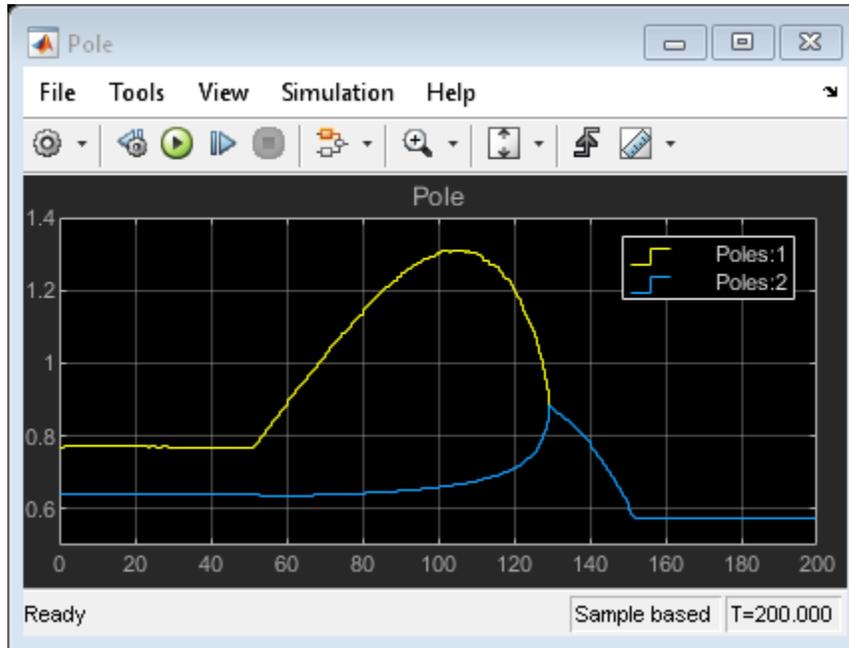 Pole
File Tools View Simulation Help
Pole
1.4
1.2
1
0.8
0.6
Poles:1
Poles:2
0 20 40 60 80 100 120 140 160 180 200
Ready Sample based T=200.000